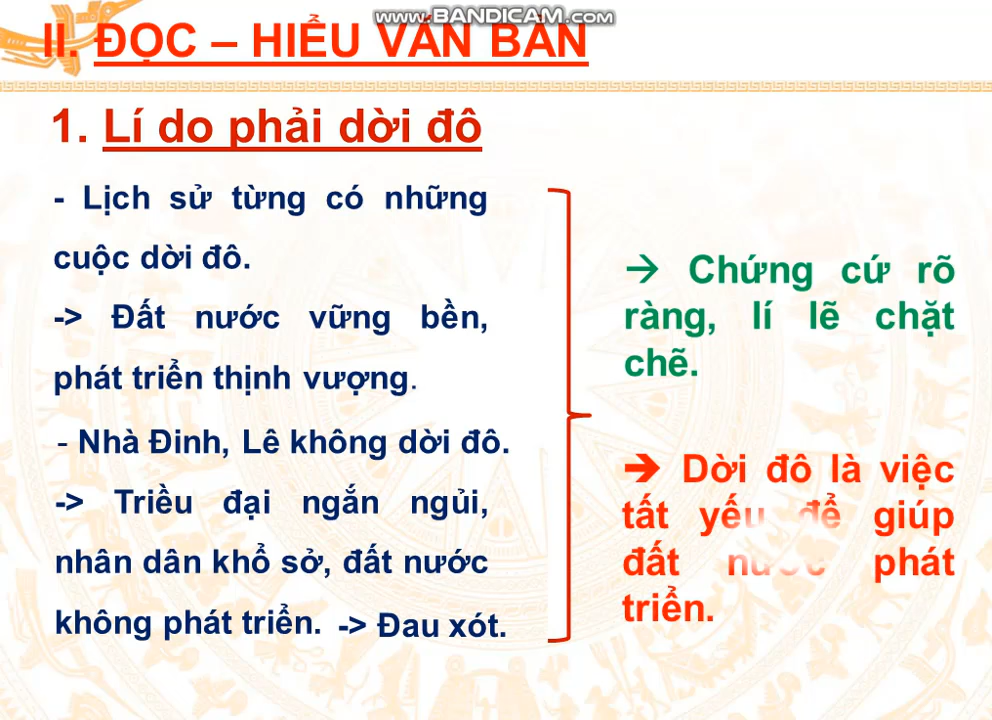 www.BANDICAM.com
II. ĐỌC – HIỂU VĂN BẢN
1. Lí do phải dời đô
- Lịch sử từng có những
cuộc dời đô.
-> Đất nước vững bền,
phát triển thịnh vượng.
- Nhà Đinh, Lê không dời đô.
-> Triều đại ngắn ngủi,
nhân dân khổ sở, đất nước
không phát triển. -> Đau xót.
→ Chứng cứ rõ
ràng, lí lẽ chặt
chẽ.
➔ Dời đô là việc
tất yếu để giúp
đất nước phát
triển.